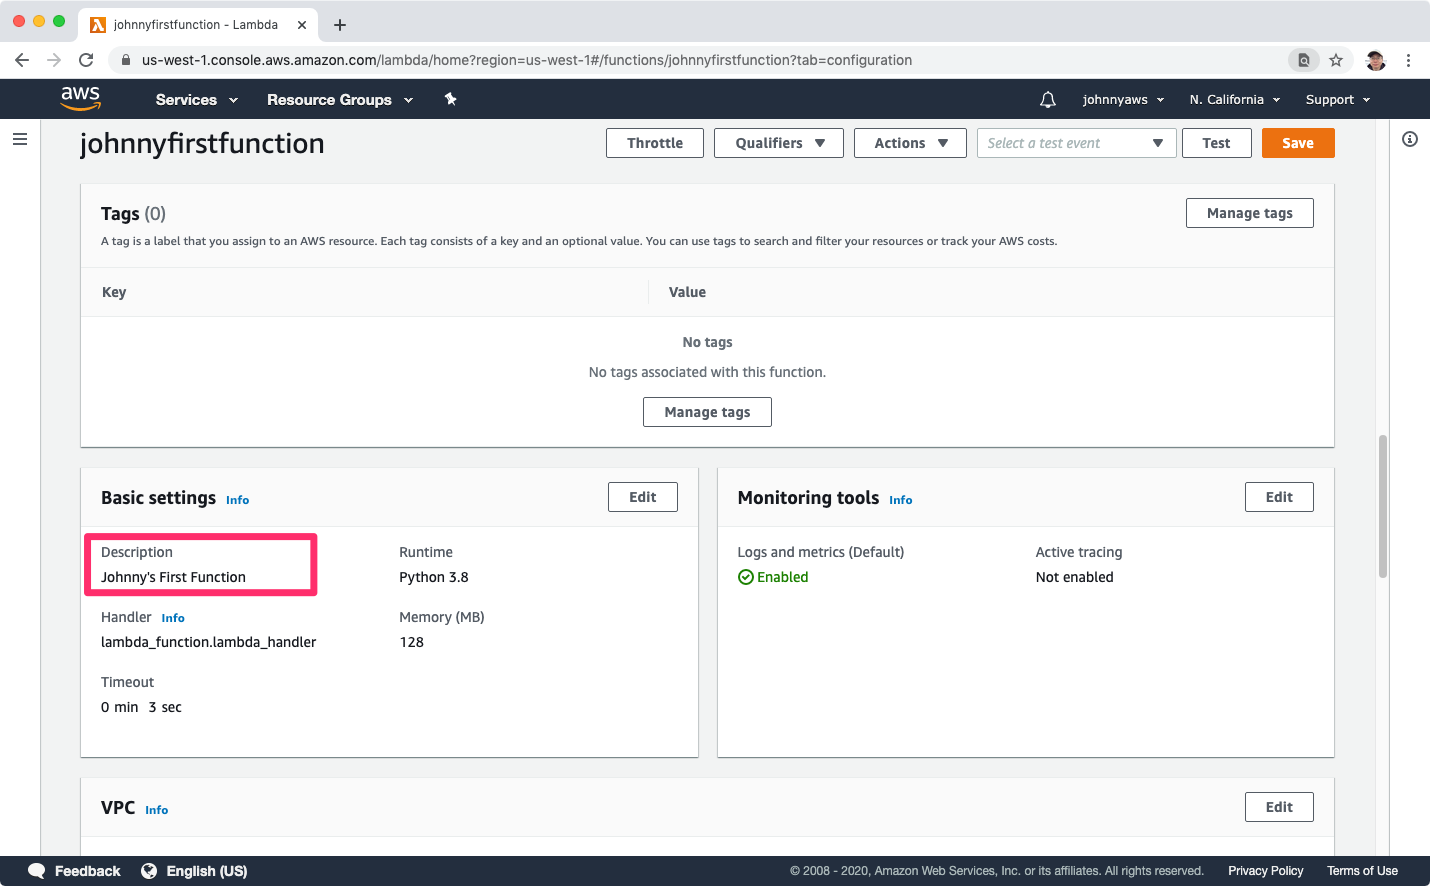 johnnyfirstfunction - Lambda
us-west-1.console.aws.amazon.com/lambda/home?region=us-west-1#/functions/johnnyfirstfunction?tab=configuration
aws Services Resource Groups johnnyaws N. California Support
johnnyfirstfunction Throttle Qualifiers Actions Select a test event Test Save
Tags (0) Manage tags
A tag is a label that you assign to an AWS resource. Each tag consists of a key and an optional value. You can use tags to search and filter your resources or track your AWS costs.
Key Value
No tags
No tags associated with this function.
Manage tags
Basic settings Info Edit
Description Runtime
Johnny's First Function Python 3.8
Handler Info Memory (MB)
lambda_function.lambda_handler 128
Timeout
0 min 3 sec
Monitoring tools Info Edit
Logs and metrics (Default) Active tracing
Enabled Not enabled
VPC Info Edit
Feedback English (US) © 2008 - 2020, Amazon Web Services, Inc. or its affiliates. All rights reserved. Privacy Policy Terms of Use